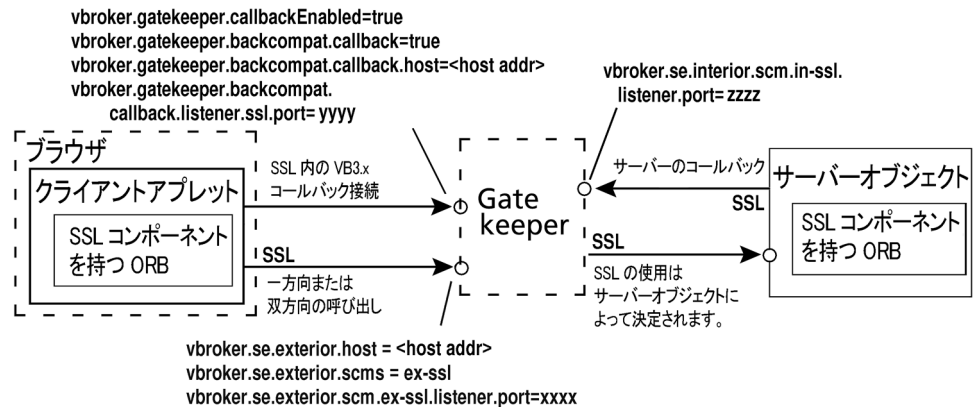 vbroker.gatekeeper.callbackEnabled=true
vbroker.gatekeeper.backcompat.callback=true
vbroker.gatekeeper.backcompat.callback.host=<host addr>
vbroker.gatekeeper.backcompat.
callback.listener.ssl.port= yyyy
vbroker.se.interior.scm.in-ssl.
listener.port= zzzz
ブラウザ
クライアントアプレット
SSL コンポーネント
を持つ ORB
SSL 内の VB3.x
コールバック接続
SSL
一方向または
双方向の呼び出し
Gate
keeper
サーバーのコールバック
SSL
SSL
SSL の使用は
サーバーオブジェクトに
よって決定されます。
サーバーオブジェクト
SSL コンポーネント
を持つ ORB
vbroker.se.exterior.host = <host addr>
vbroker.se.exterior.scms = ex-ssl
vbroker.se.exterior.scm.ex-ssl.listener.port=xxxx